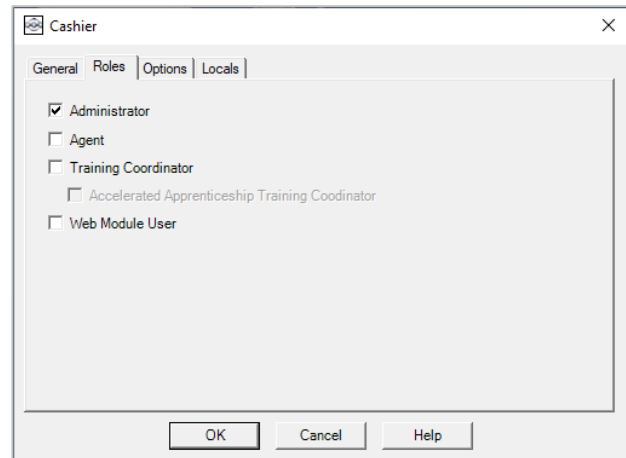 Cashier
General Roles Options Locals
Administrator
Agent
Training Coordinator
Accelerated Apprenticeship Training Coodinator
Web Module User
OK Cancel Help